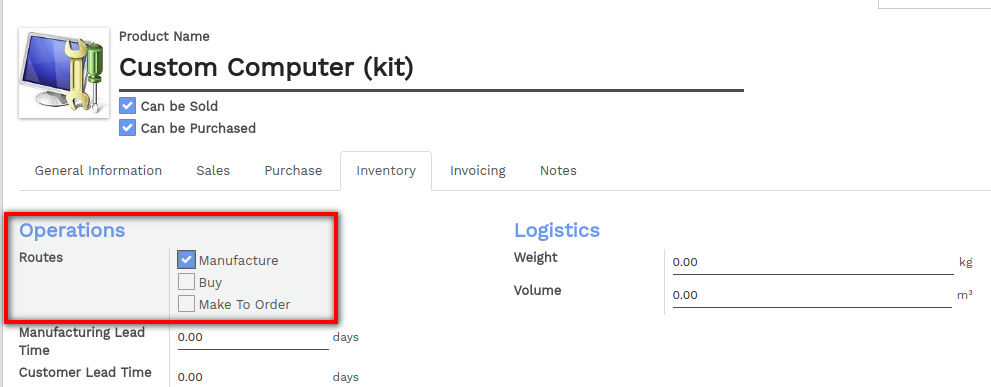 Product Name
Custom Computer (kit)
Can be Sold
Can be Purchased
General Information Sales Purchase Inventory Invoicing Notes
Operations
Routes
Manufacture
Buy
Make To Order
Manufacturing Lead Time
0.00 days
Customer Lead Time
0.00 days
Logistics
Weight 0.00 kg
Volume 0.00 m³